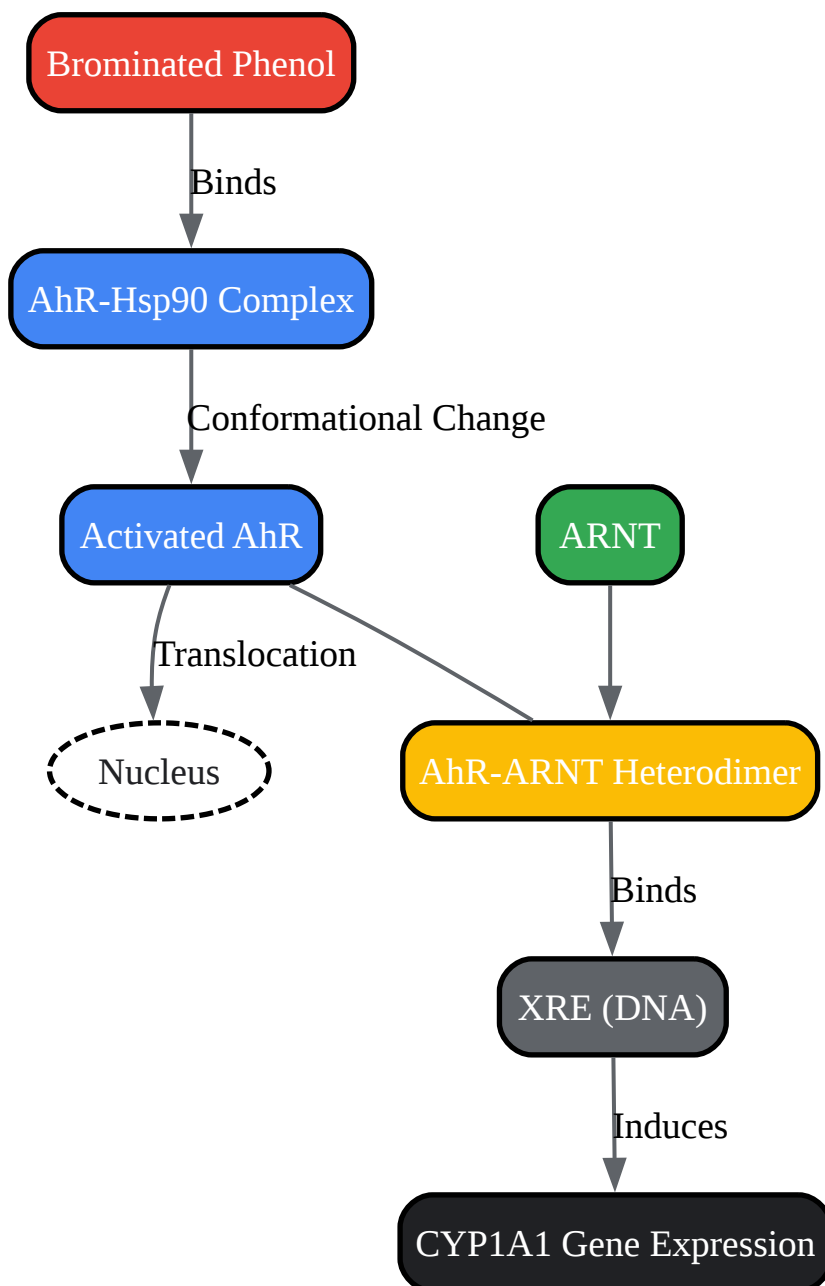 Brominated Phenol
Binds
AhR-Hsp90 Complex
Conformational Change
Activated AhR
ARNT
Translocation
Nucleus
AhR-ARNT Heterodimer
Binds
XRE (DNA)
Induces
CYP1A1 Gene Expression